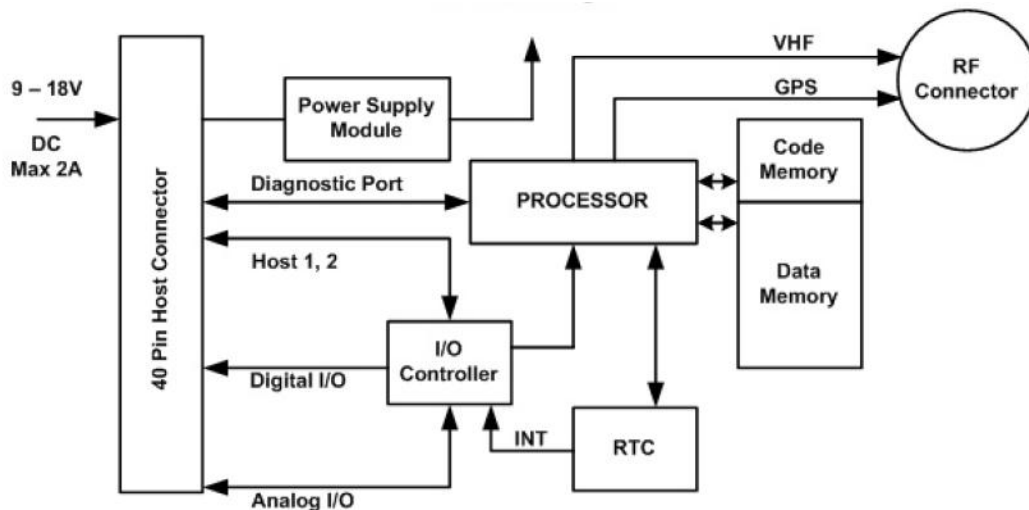 9 – 18V
DC
Max 2A
40 Pin Host Connector
Power Supply
Module
VHF
GPS
RF
Connector
Code
Memory
Data
Memory
Diagnostic Port
PROCESSOR
Host 1, 2
I/O
Controller
Digital I/O
INT
RTC
Analog I/O